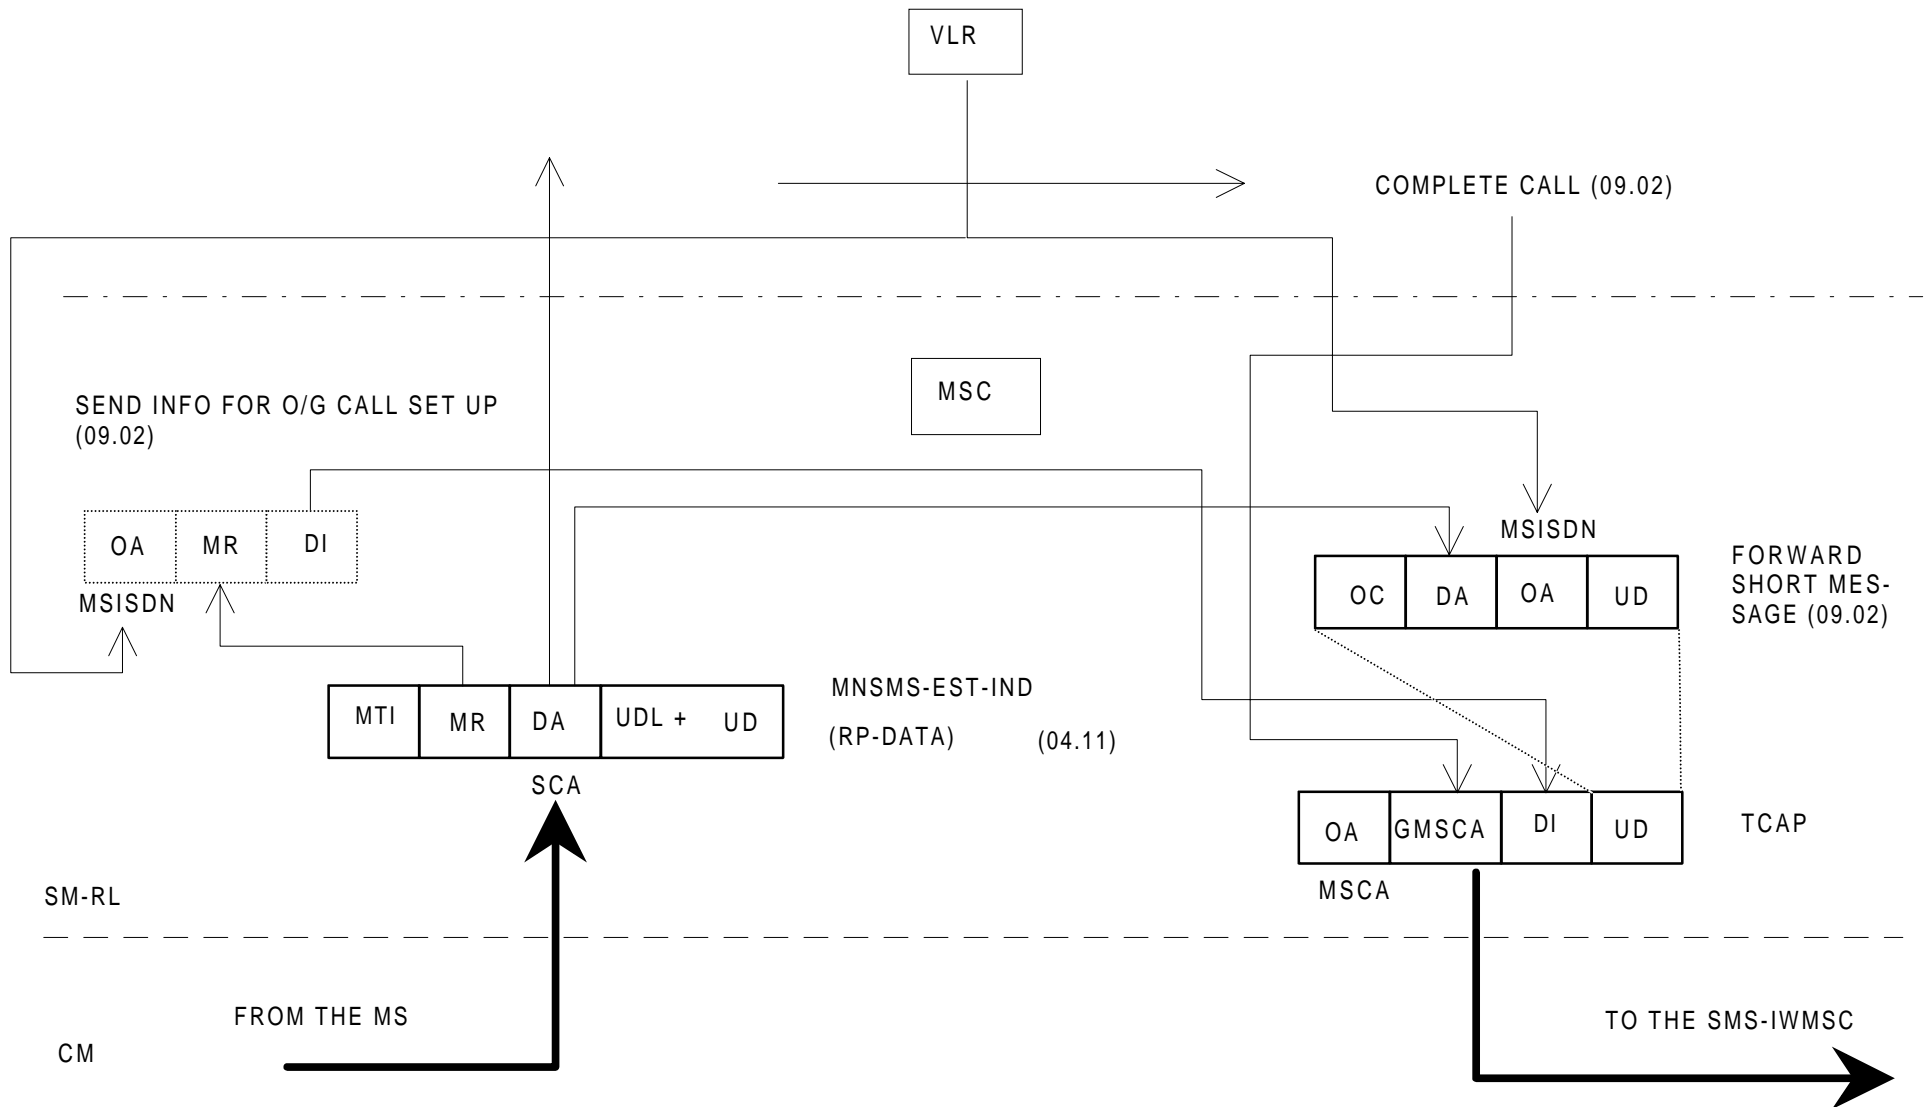 VLR
COMPLETE CALL (09.02)
MSC
SEND INFO FOR O/G CALL SET UP
(09.02)
OA MR DI
MSISDN
MSISDN
OC DA OA UD
FORWARD
SHORT MES-
SAGE (09.02)
MTI MR DA UDL + UD
MNSMS-EST-IND
(RP-DATA) (04.11)
SCA
OA GMSCA DI UD
TCAP
MSCA
SM-RL
FROM THE MS
TO THE SMS-IWMSC
CM